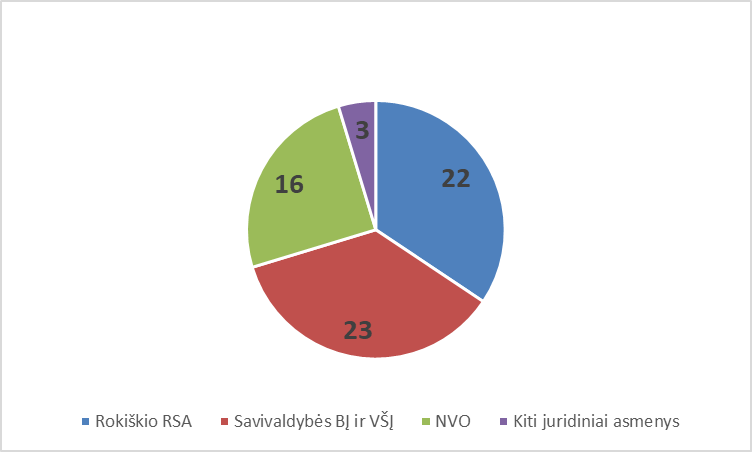 3
22
16
23
Rokiškio RSA
Savivaldybės BĮ ir VŠĮ
NVO
Kiti juridiniai asmenys